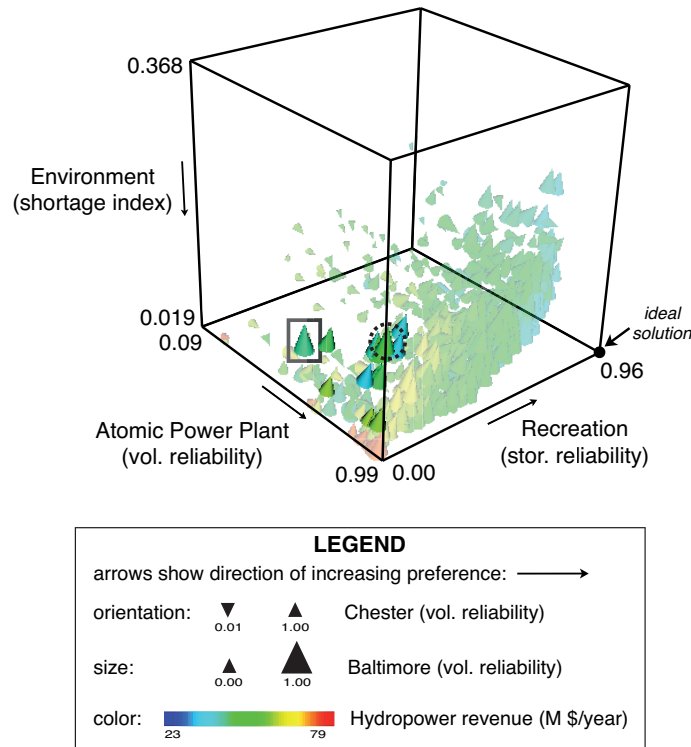 0.368
Environment
(shortage index)
0.019
0.09
ideal
solution
0.96
Atomic Power Plant
(vol. reliability)
Recreation
(stor. reliability)
0.99
0.00
LEGEND
arrows show direction of increasing preference:
orientation:
0.01
1.00
Chester (vol. reliability)
size:
0.00
1.00
Baltimore (vol. reliability)
color:
23
79
Hydropower revenue (M $/year)